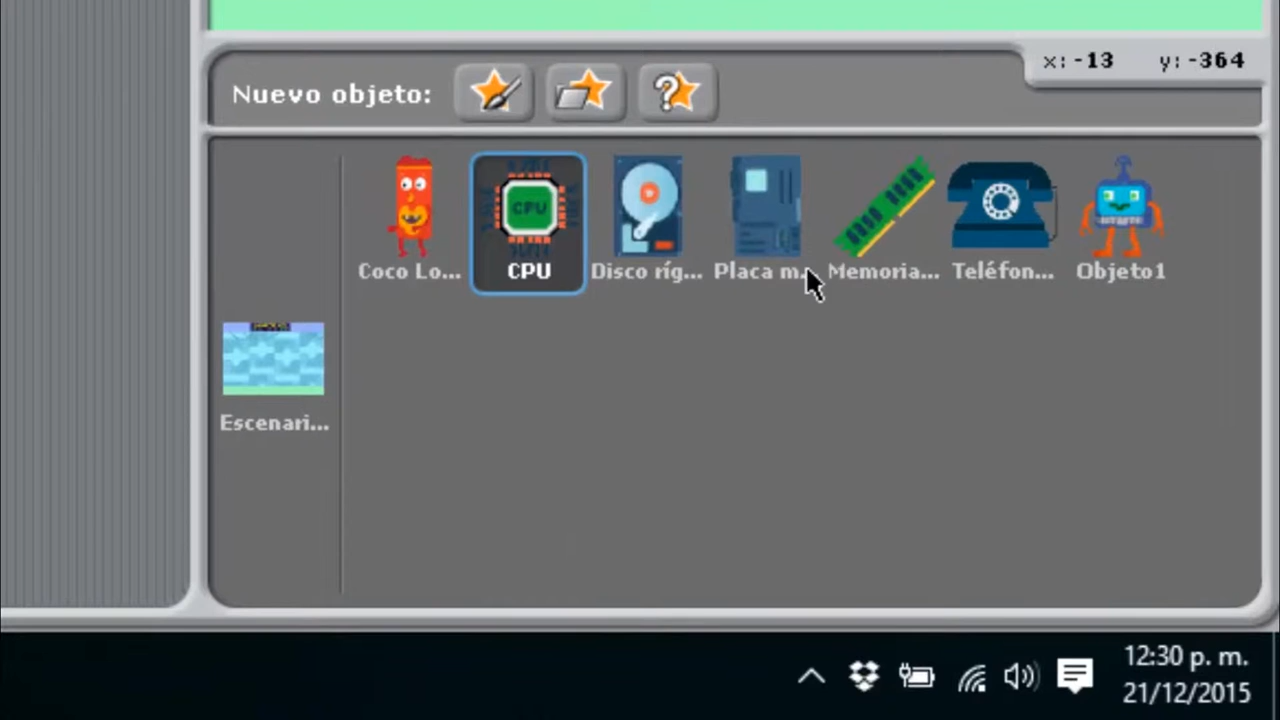 x: -13 y: -364
Nuevo objeto:
CPU
Coco Lo... CPU Disco ríg... Placa m... Memoria... Teléfon... Objeto1
Escenari...
12:30 p. m.
21/12/2015